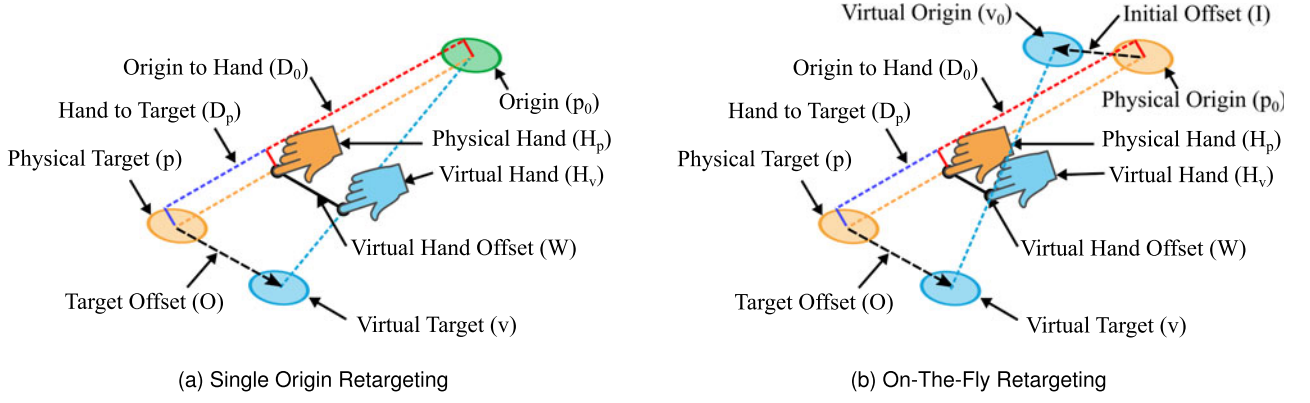 Origin to Hand (D0)
Hand to Target (Dp)
Physical Target (p)
Origin (p0)
Physical Hand (Hp)
Virtual Hand (Hv)
Virtual Hand Offset (W)
Target Offset (O)
Virtual Target (v)
(a) Single Origin Retargeting
Virtual Origin (v0)
Initial Offset (I)
Origin to Hand (D0)
Hand to Target (Dp)
Physical Target (p)
Physical Origin (p0)
Physical Hand (Hp)
Virtual Hand (Hv)
Virtual Hand Offset (W)
Target Offset (O)
Virtual Target (v)
(b) On-The-Fly Retargeting